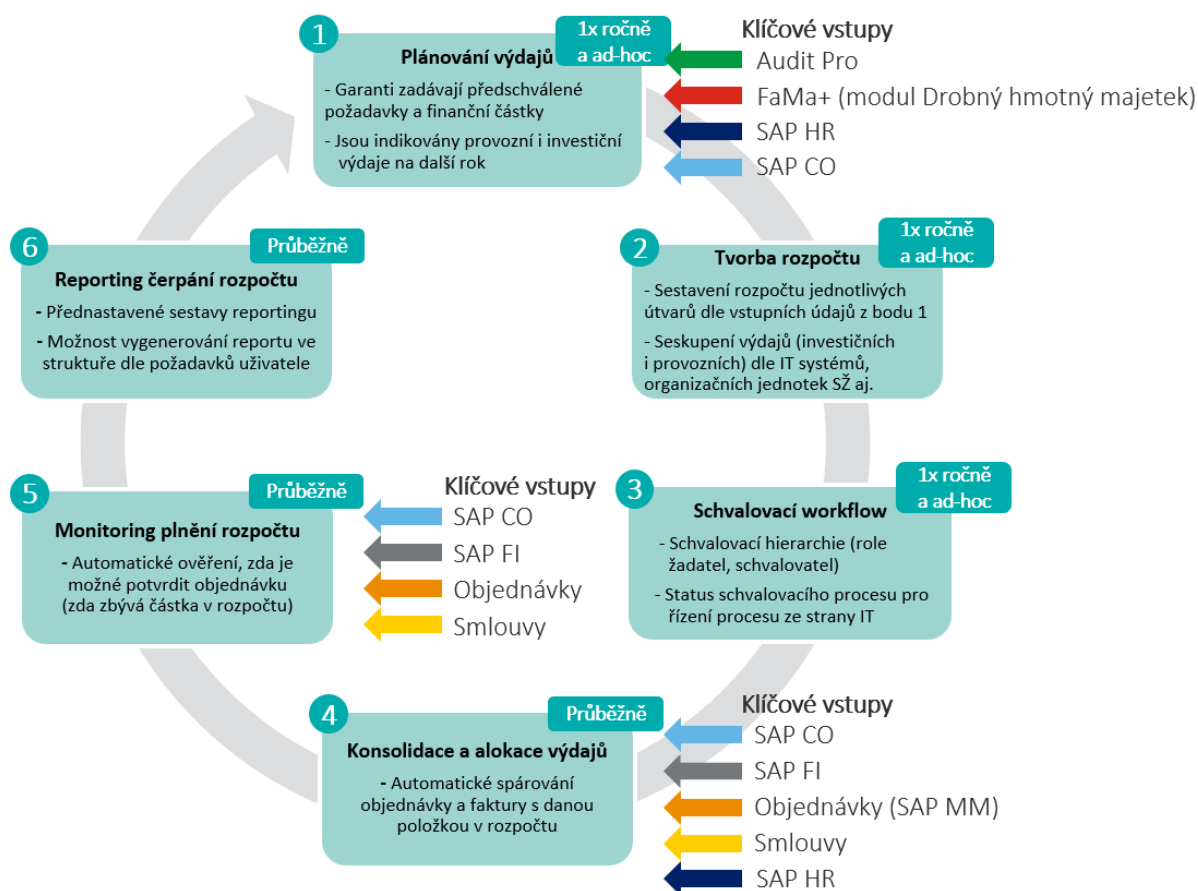 1
1x ročně
a ad-hoc
Plánování výdajů
- Garanti zadávají předschválené
požadavky a finanční částky
- Jsou indikovány provozní i investiční
výdaje na další rok
Klíčové vstupy
Audit Pro
FaMa+ (modul Drobný hmotný majetek)
SAP HR
SAP CO
2
1x ročně
a ad-hoc
Tvorba rozpočtu
- Sestavení rozpočtu jednotlivých
útvarů dle vstupních údajů z bodu 1
- Seskupení výdajů (investičních
i provozních) dle IT systémů,
organizačních jednotek SŽ aj.
3
1x ročně
a ad-hoc
Schvalovací workflow
- Schvalovací hierarchie (role
žadatel, schvalovatel)
- Status schvalovacího procesu pro
řízení procesu ze strany IT
4
Průběžně
Konsolidace a alokace výdajů
- Automatické spárování
objednávky a faktury s danou
položkou v rozpočtu
Klíčové vstupy
SAP CO
SAP FI
Objednávky (SAP MM)
Smlouvy
SAP HR
5
Průběžně
Monitoring plnění rozpočtu
- Automatické ověření, zda je
možné potvrdit objednávku
(zda zbývá částka v rozpočtu)
Klíčové vstupy
SAP CO
SAP FI
Objednávky
Smlouvy
6
Průběžně
Reporting čerpání rozpočtu
- Přednastavené sestavy reportingu
- Možnost vygenerování reportu ve
struktuře dle požadavků uživatele